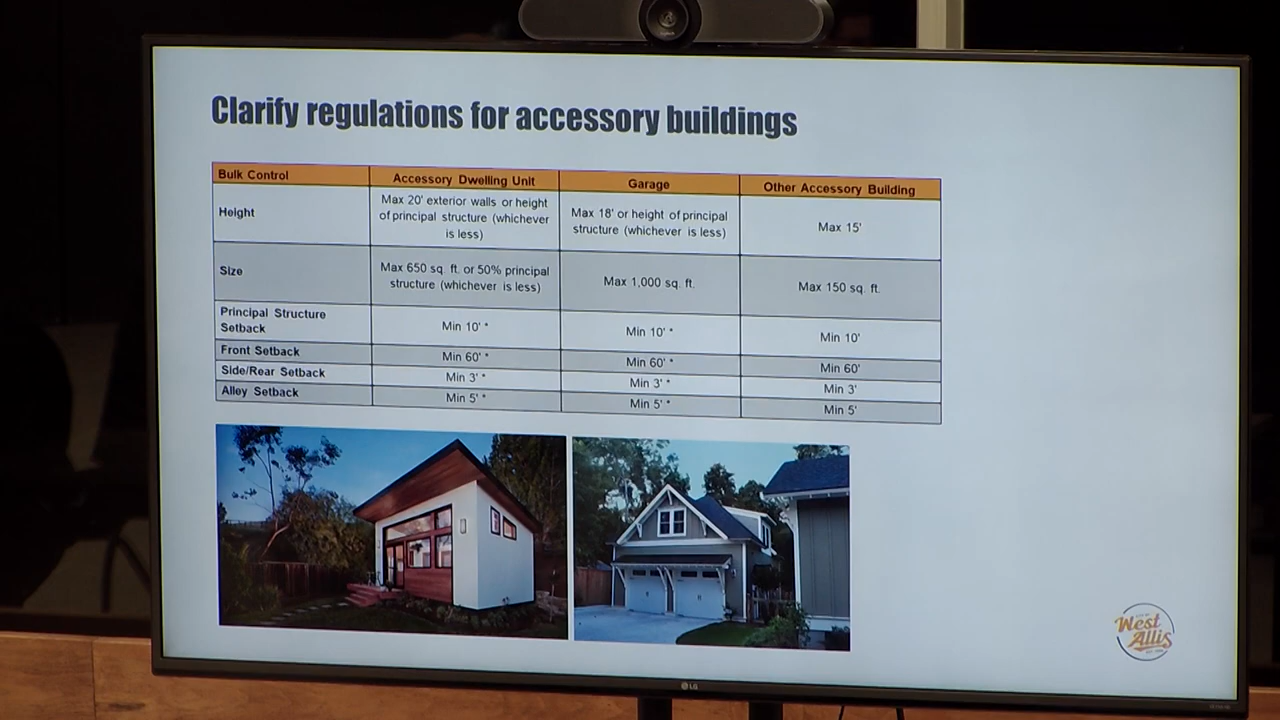 Clarify regulations for accessory buildings
Bulk Control Accessory Dwelling Unit Garage Other Accessory Building
Height
Max 20' exterior walls or height
of principal structure (whichever
is less)
Max 18' or height of principal
structure (whichever is less)
Max 15'
Size
Max 650 sq. ft. or 50% principal
structure (whichever is less)
Max 1,000 sq. ft.
Max 150 sq. ft.
Principal Structure
Setback
Min 10' *
Min 10' *
Min 10'
Front Setback Min 60' * Min 60' * Min 60'
Side/Rear Setback Min 3' * Min 3' * Min 3'
Alley Setback Min 5' * Min 5' * Min 5'
West
Allis
LG